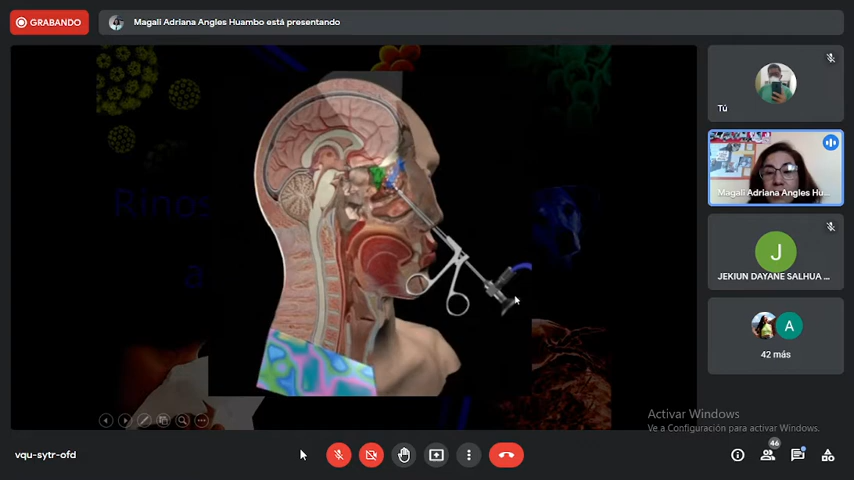 GRABANDO
Magali Adriana Angles Huambo está presentando
Tú
Magali Adriana Angles Hu...
J
JEKIUN DAYANE SALHUA ...
A
42 más
Rinos
a
Activar Windows
Ve a Configuración para activar Windows.
vqu-sytr-ofd
46